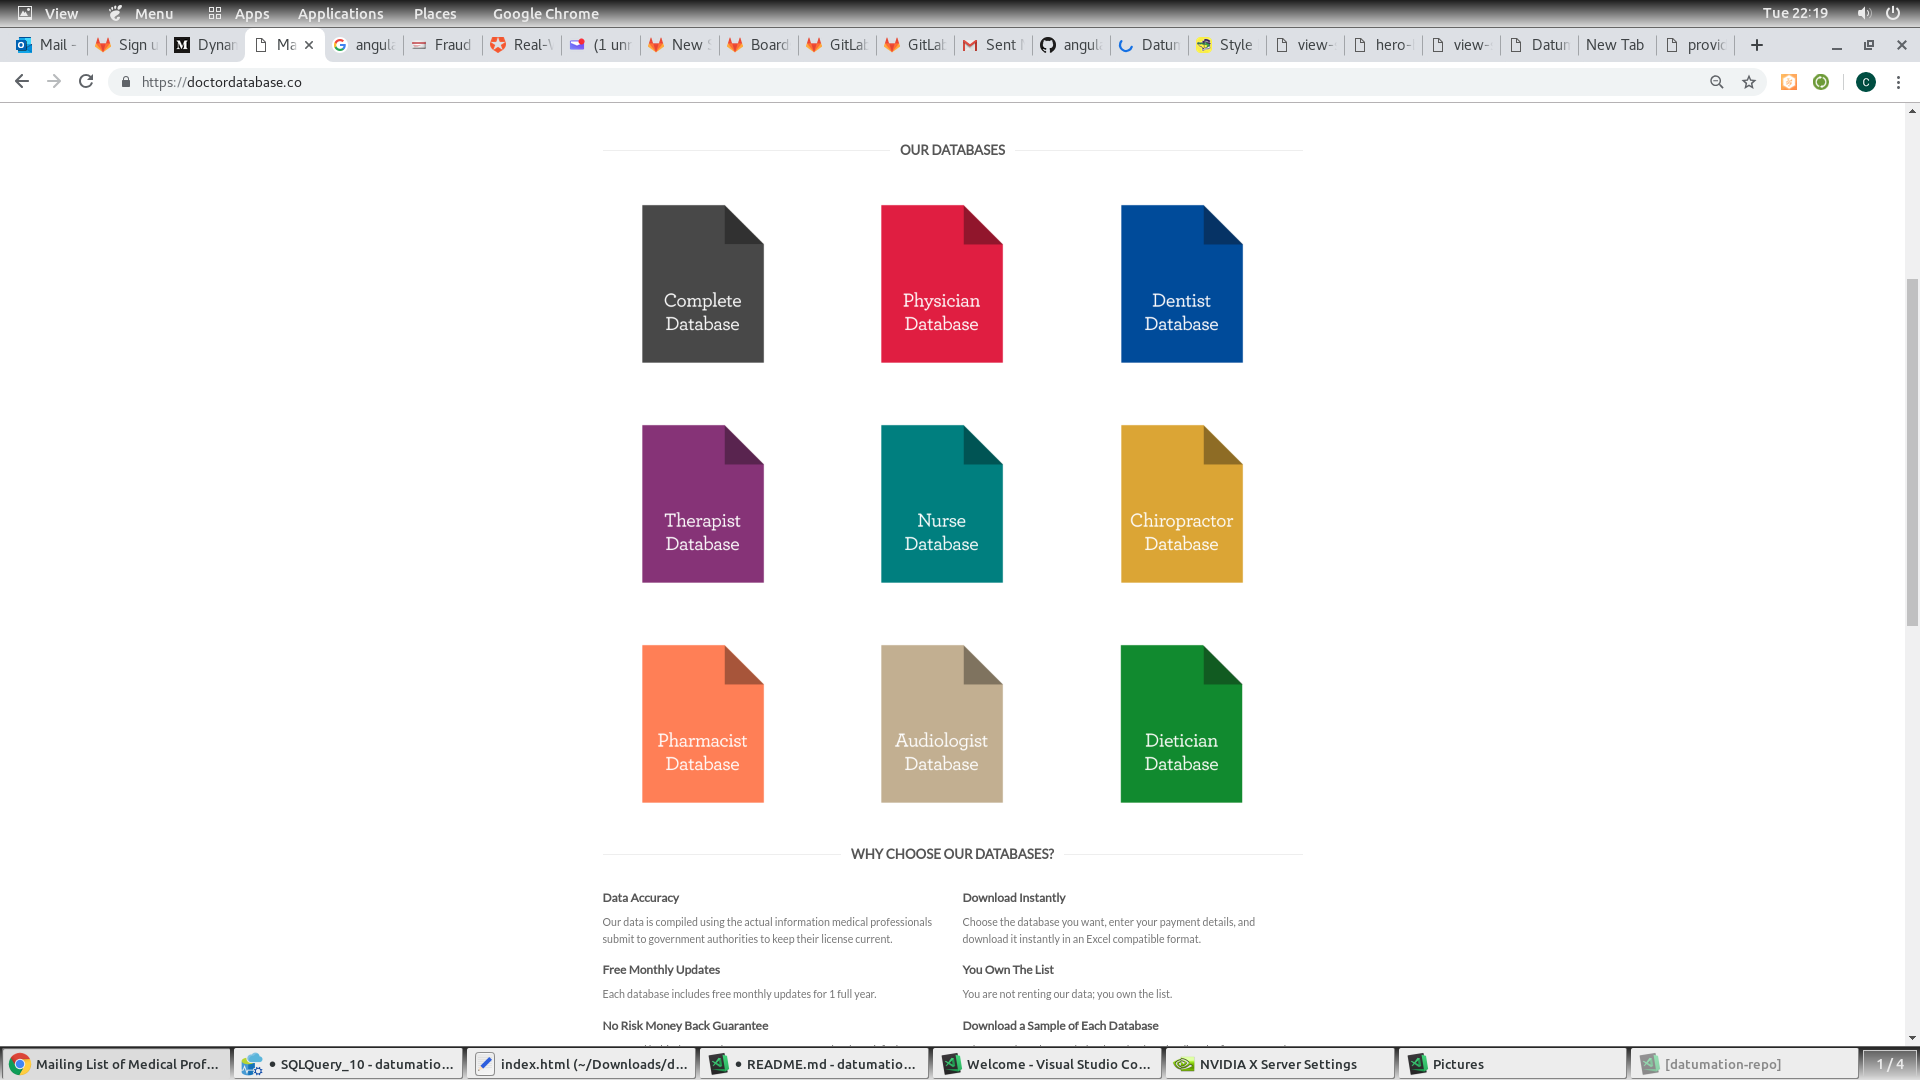 View Menu Apps Applications Places Google Chrome Tue 22:19
Mail - Sign u Dynam Ma angula Fraud Real-V (1 unr New S Board GitLab GitLab Sent M angula Datum Style view- hero- view- Datum New Tab provid
https://doctordatabase.co C
OUR DATABASES
Complete Database
Physician Database
Dentist Database
Therapist Database
Nurse Database
Chiropractor Database
Pharmacist Database
Audiologist Database
Dietician Database
WHY CHOOSE OUR DATABASES?
Data Accuracy
Our data is compiled using the actual information medical professionals
submit to government authorities to keep their license current.
Download Instantly
Choose the database you want, enter your payment details, and
download it instantly in an Excel compatible format.
Free Monthly Updates
Each database includes free monthly updates for 1 full year.
You Own The List
You are not renting our data; you own the list.
No Risk Money Back Guarantee
Download a Sample of Each Database
Mailing List of Medical Prof... • SQLQuery_10 - datumatio... index.html (~/Downloads/d... • README.md - datumatio... Welcome - Visual Studio Co... NVIDIA X Server Settings Pictures [datumation-repo] 1 / 4